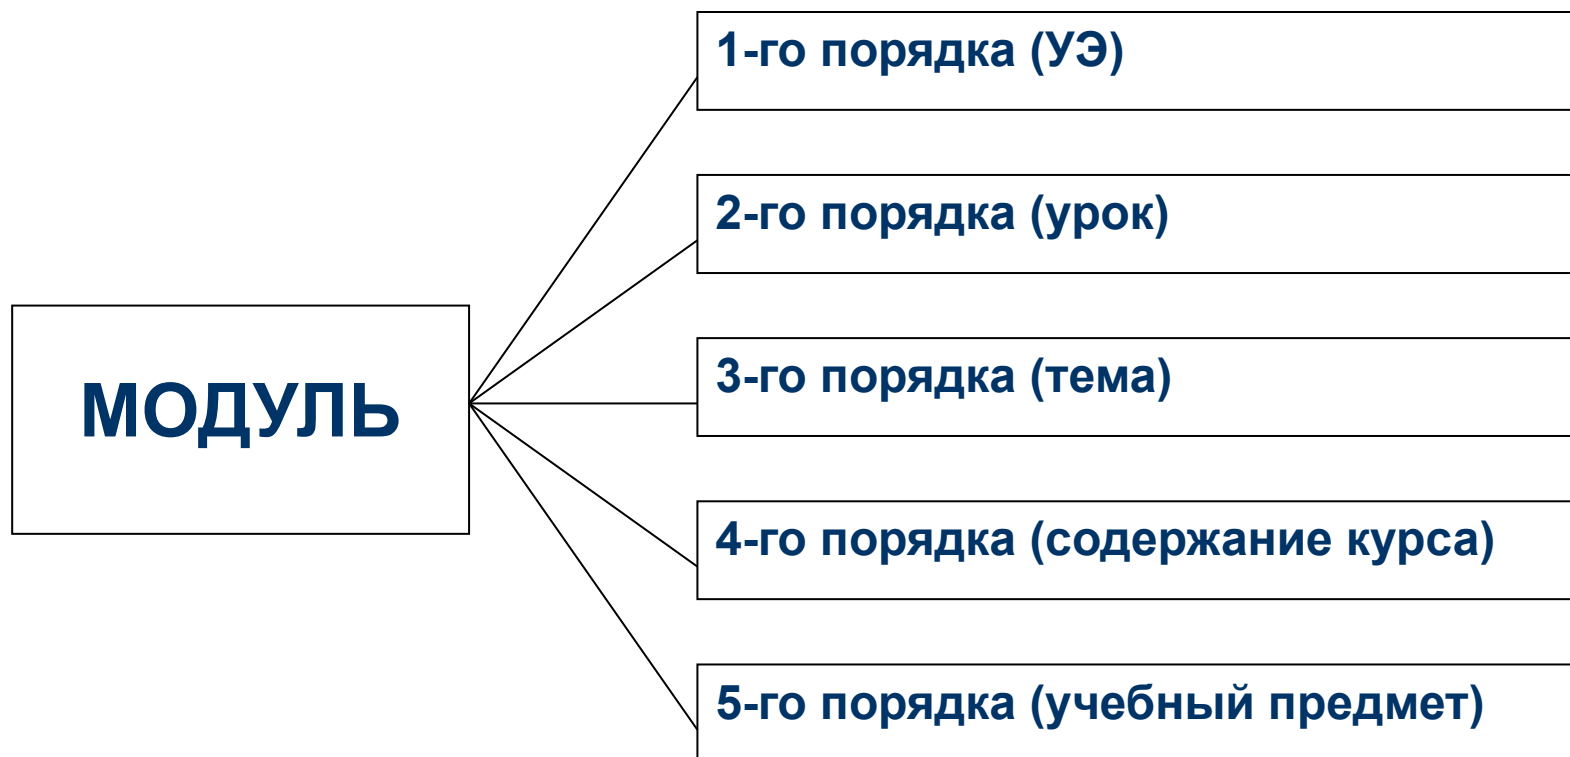 1-го порядка (УЭ)
2-го порядка (урок)
МОДУЛЬ
3-го порядка (тема)
4-го порядка (содержание курса)
5-го порядка (учебный предмет)